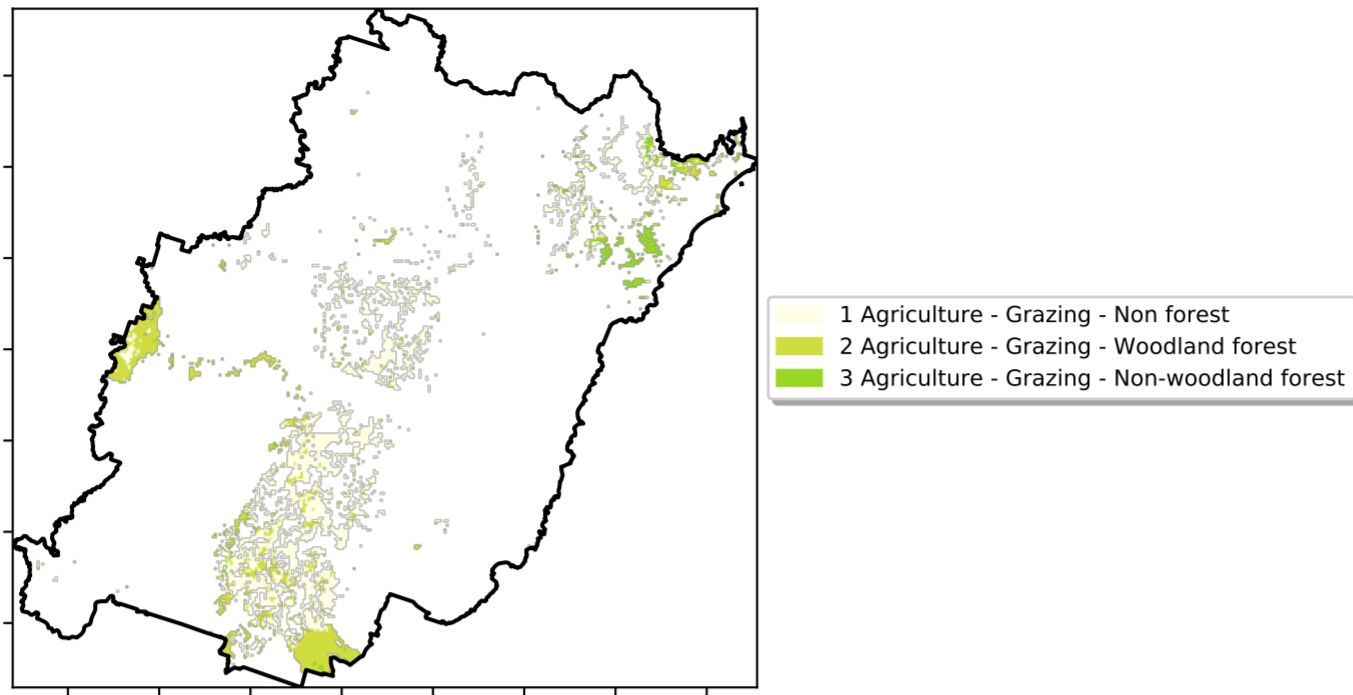 1 Agriculture - Grazing - Non forest
2 Agriculture - Grazing - Woodland forest
3 Agriculture - Grazing - Non-woodland forest